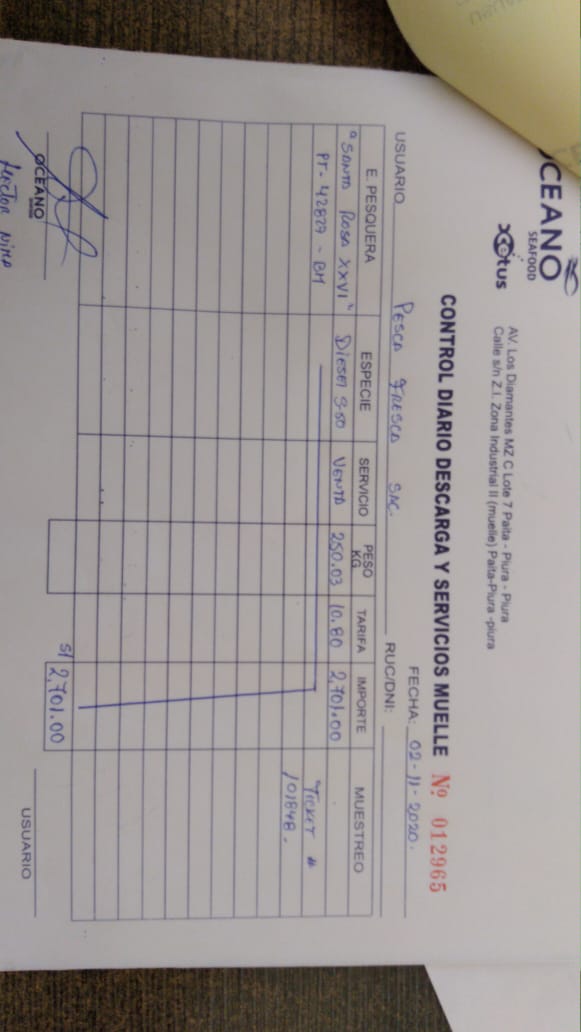 OCEANO
SEAFOOD
xotus
AV. Los Diamantes MZ C Lote 7 Paita - Piura - Piura
Calle s/n Z.I. Zona Industrial II (muelle) Paita-Piura -piura
CONTROL DIARIO DESCARGA Y SERVICIOS MUELLE Nº 012965
FECHA: 02-11-2020.
USUARIO Pesca Fresca SAC. RUC/DNI:
E. PESQUERA ESPECIE SERVICIO PESO KG TARIFA IMPORTE MUESTREO
"Santa Rosa XXVI" Diesel S-50 Venta 250.03 10.80 2,701.00
PT- 42879 - BM
"Ticket #
101848.
S/ 2,701.00
OCEANO
USUARIO